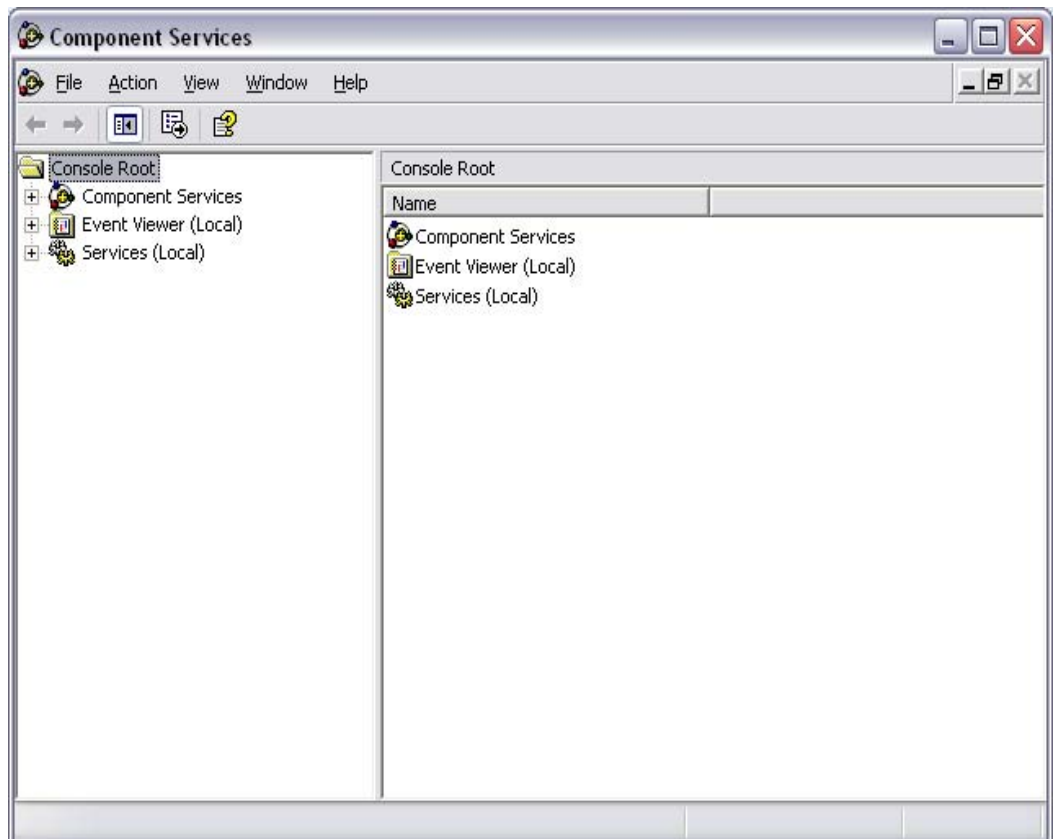 Component Services
File Action View Window Help
Console Root
Component Services
Event Viewer (Local)
Services (Local)
Console Root
Name
Component Services
Event Viewer (Local)
Services (Local)